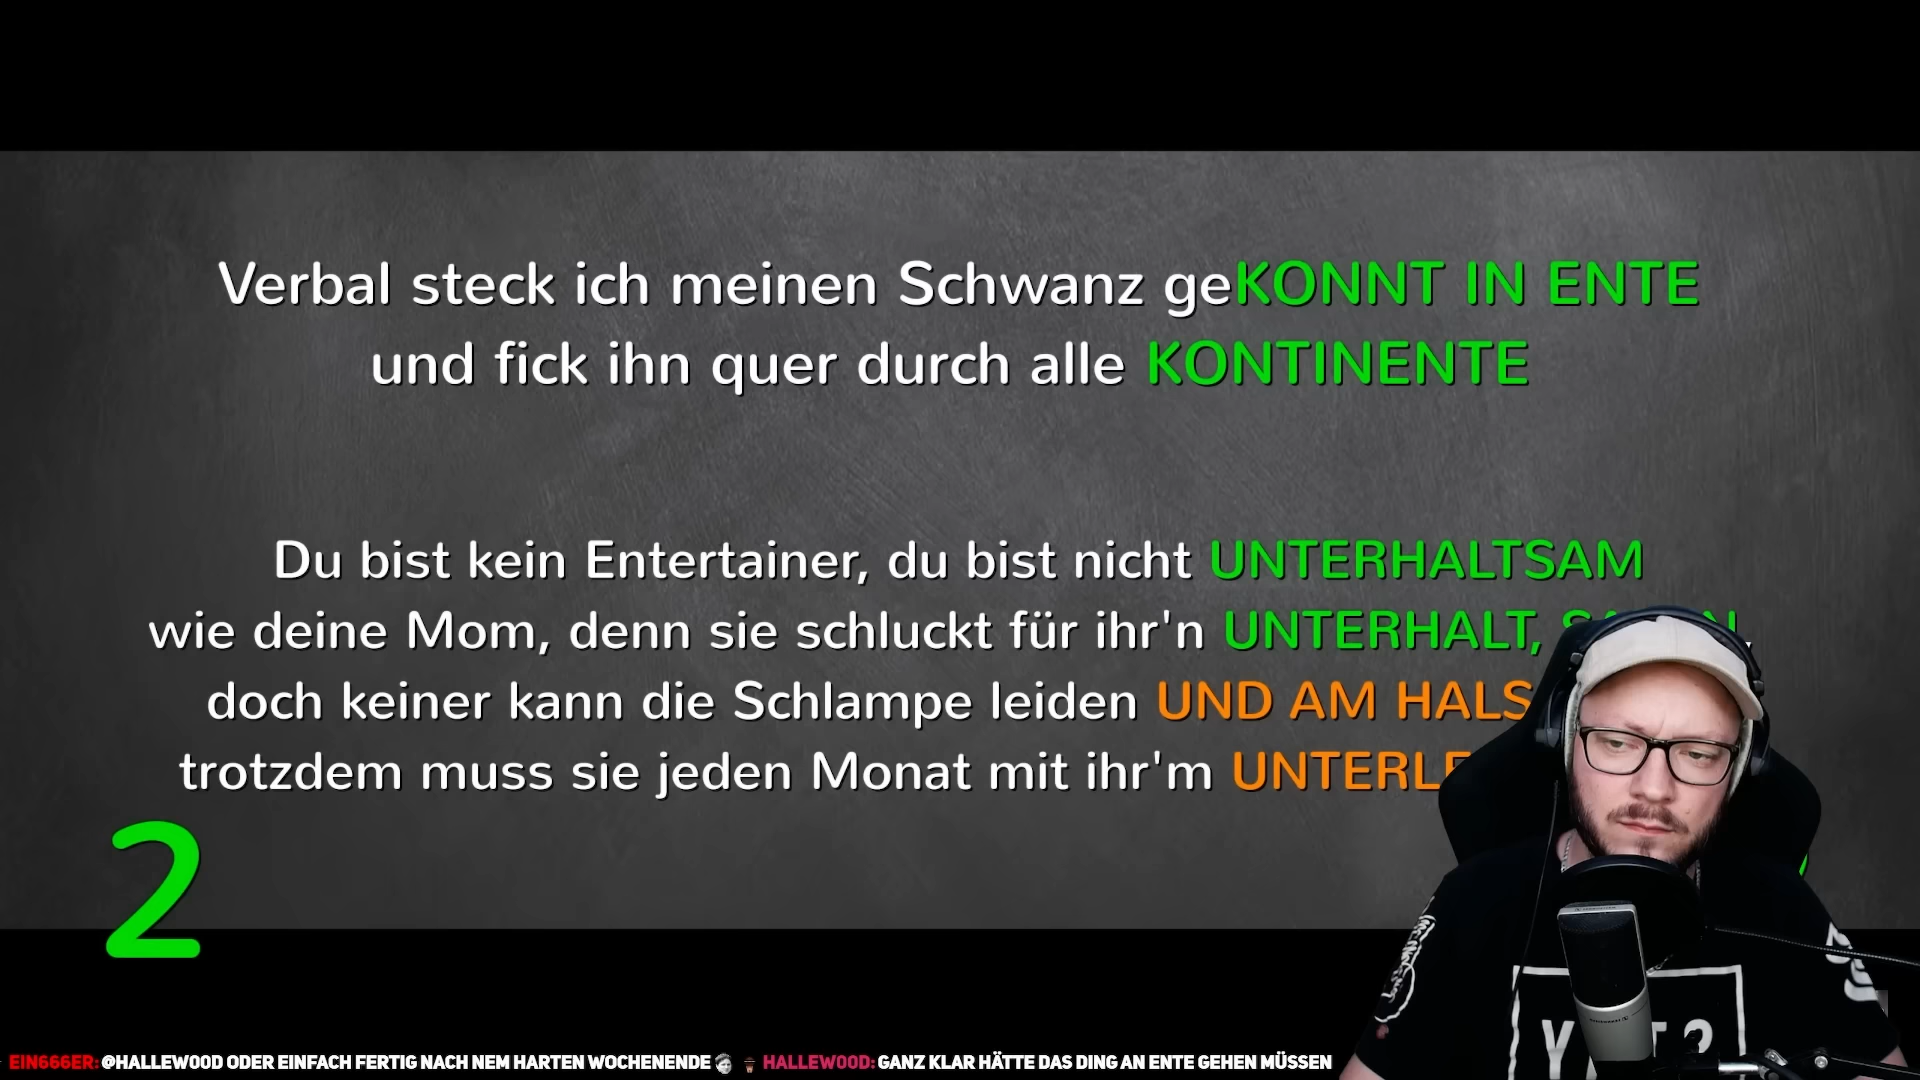 Verbal steck ich meinen Schwanz geKONNT IN ENTE
und fick ihn quer durch alle KONTINENTE
Du bist kein Entertainer, du bist nicht UNTERHALTSAM
wie deine Mom, denn sie schluckt für ihr'n UNTERHALT,
doch keiner kann die Schlampe leiden UND AM HALS
trotzdem muss sie jeden Monat mit ihr'm
2
EIN666ER: @HALLEWOOD ODER EINFACH FERTIG NACH NEM HARTEN WOCHENENDE HALLEWOOD: GANZ KLAR HÄTTE DAS DING AN ENTE GEHEN MÜSSEN